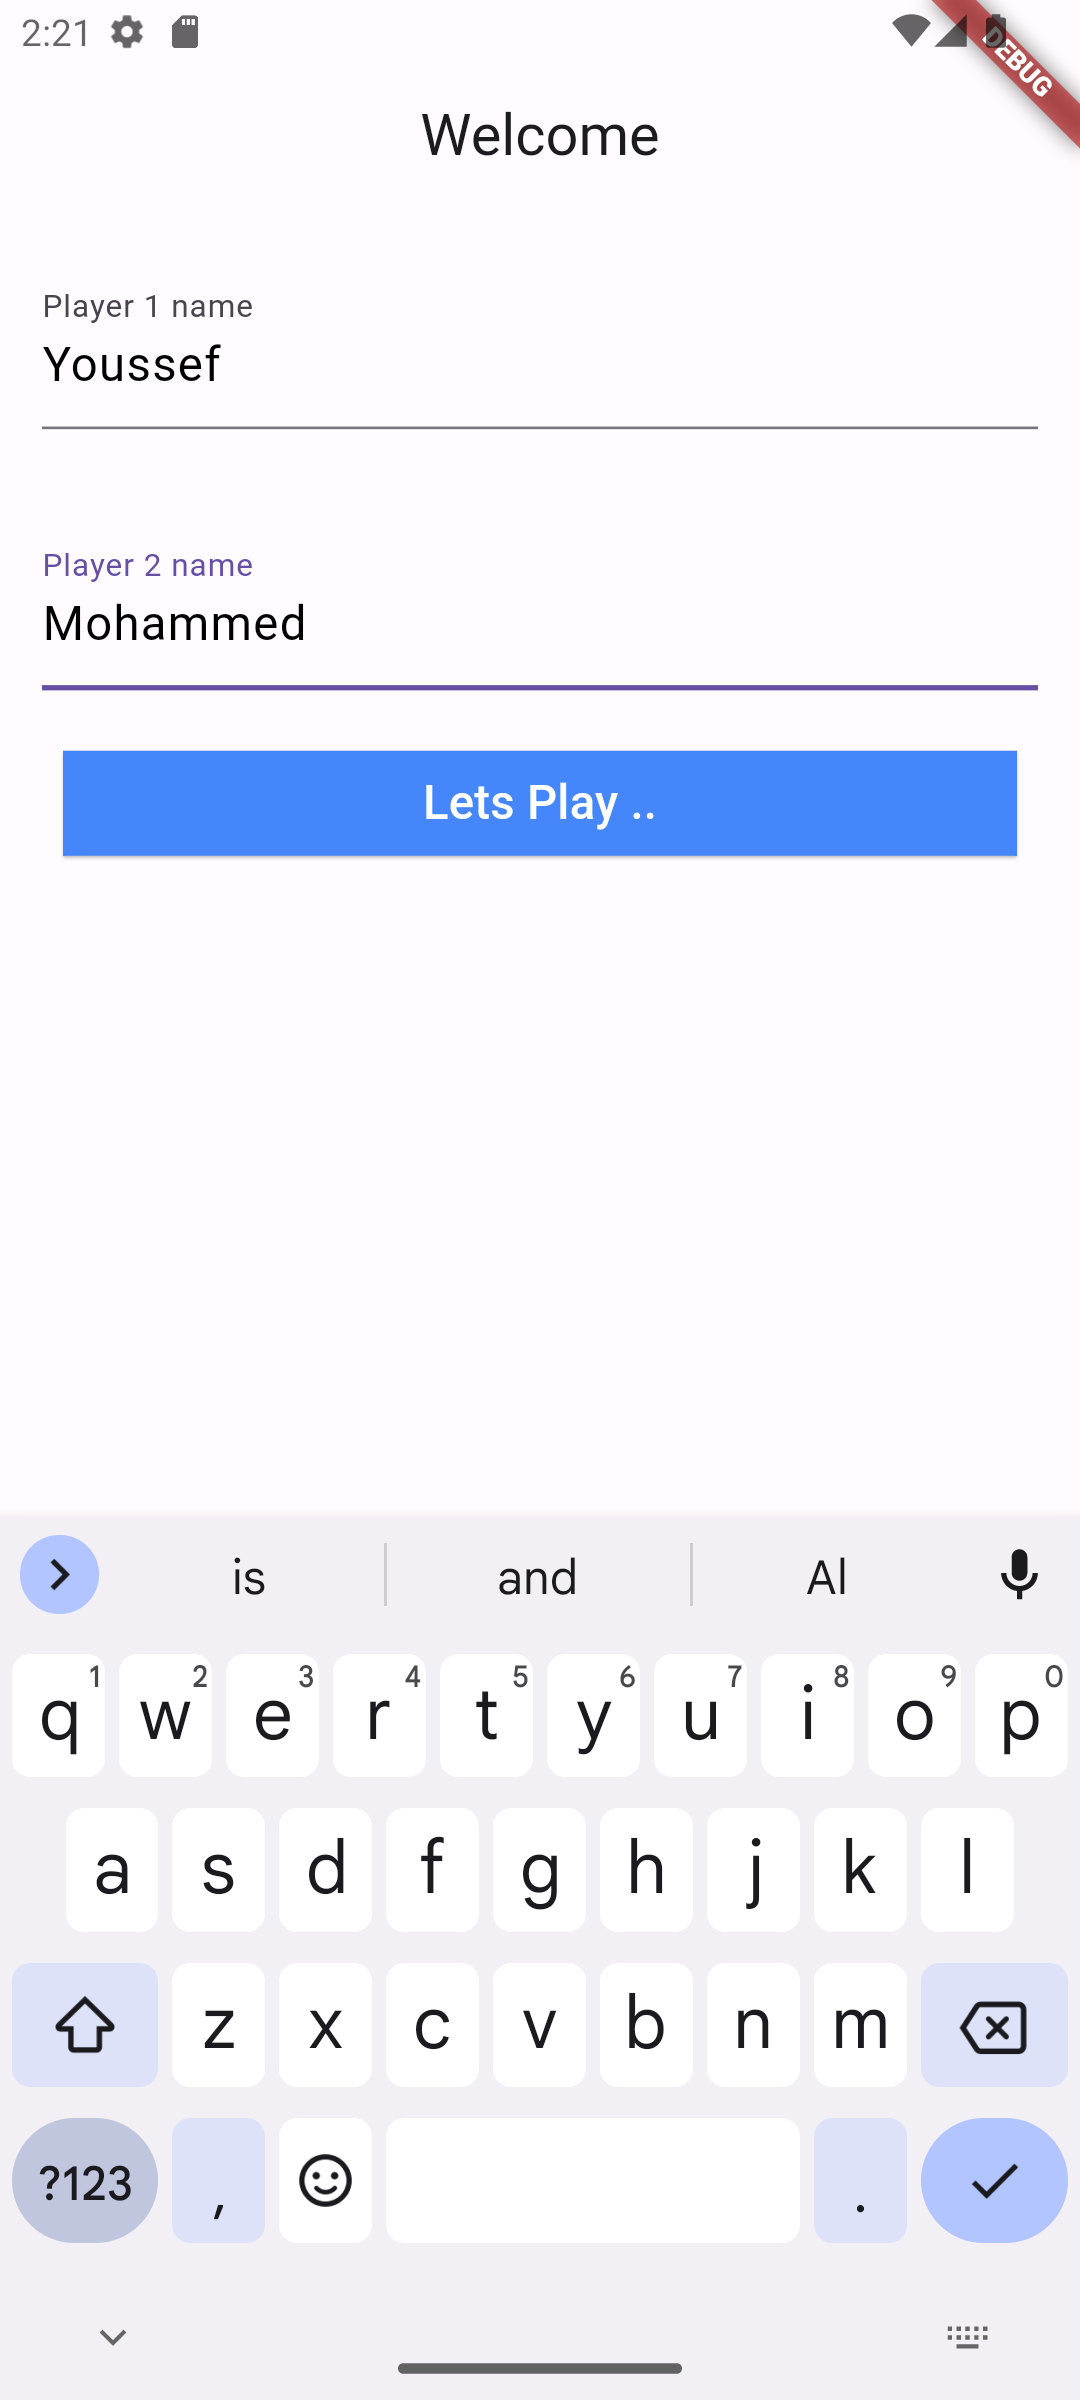 2:21
DEBUG
Welcome
Player 1 name
Youssef
Player 2 name
Mohammed
Lets Play ..
is and Al
1 2 3 4 5 6 7 8 9 0
q w e r t y u i o p
a s d f g h j k l
z x c v b n m
?123 , .